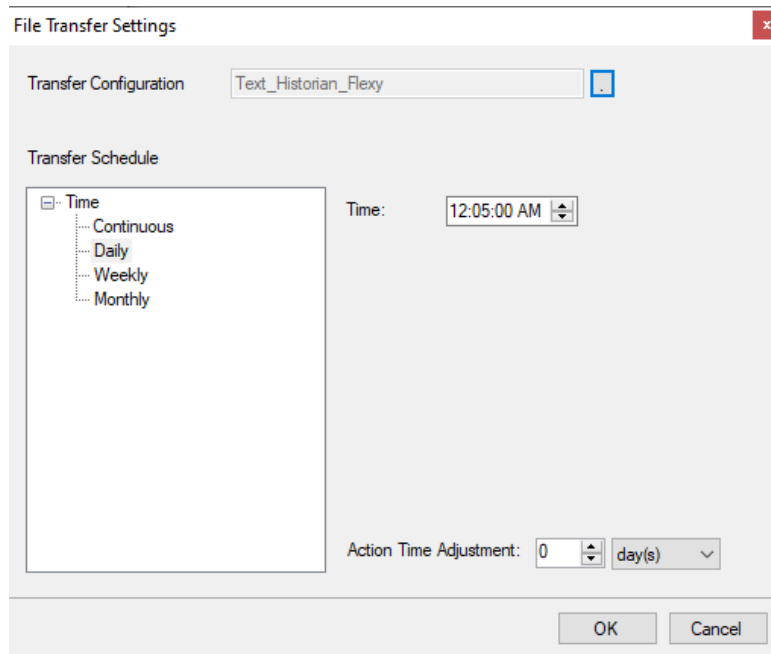 File Transfer Settings
x
Transfer Configuration
Text_Historian_Flexy
.
Transfer Schedule
Time
Continuous
Daily
Weekly
Monthly
Time:
12:05:00 AM
Action Time Adjustment:
0
day(s)
OK
Cancel